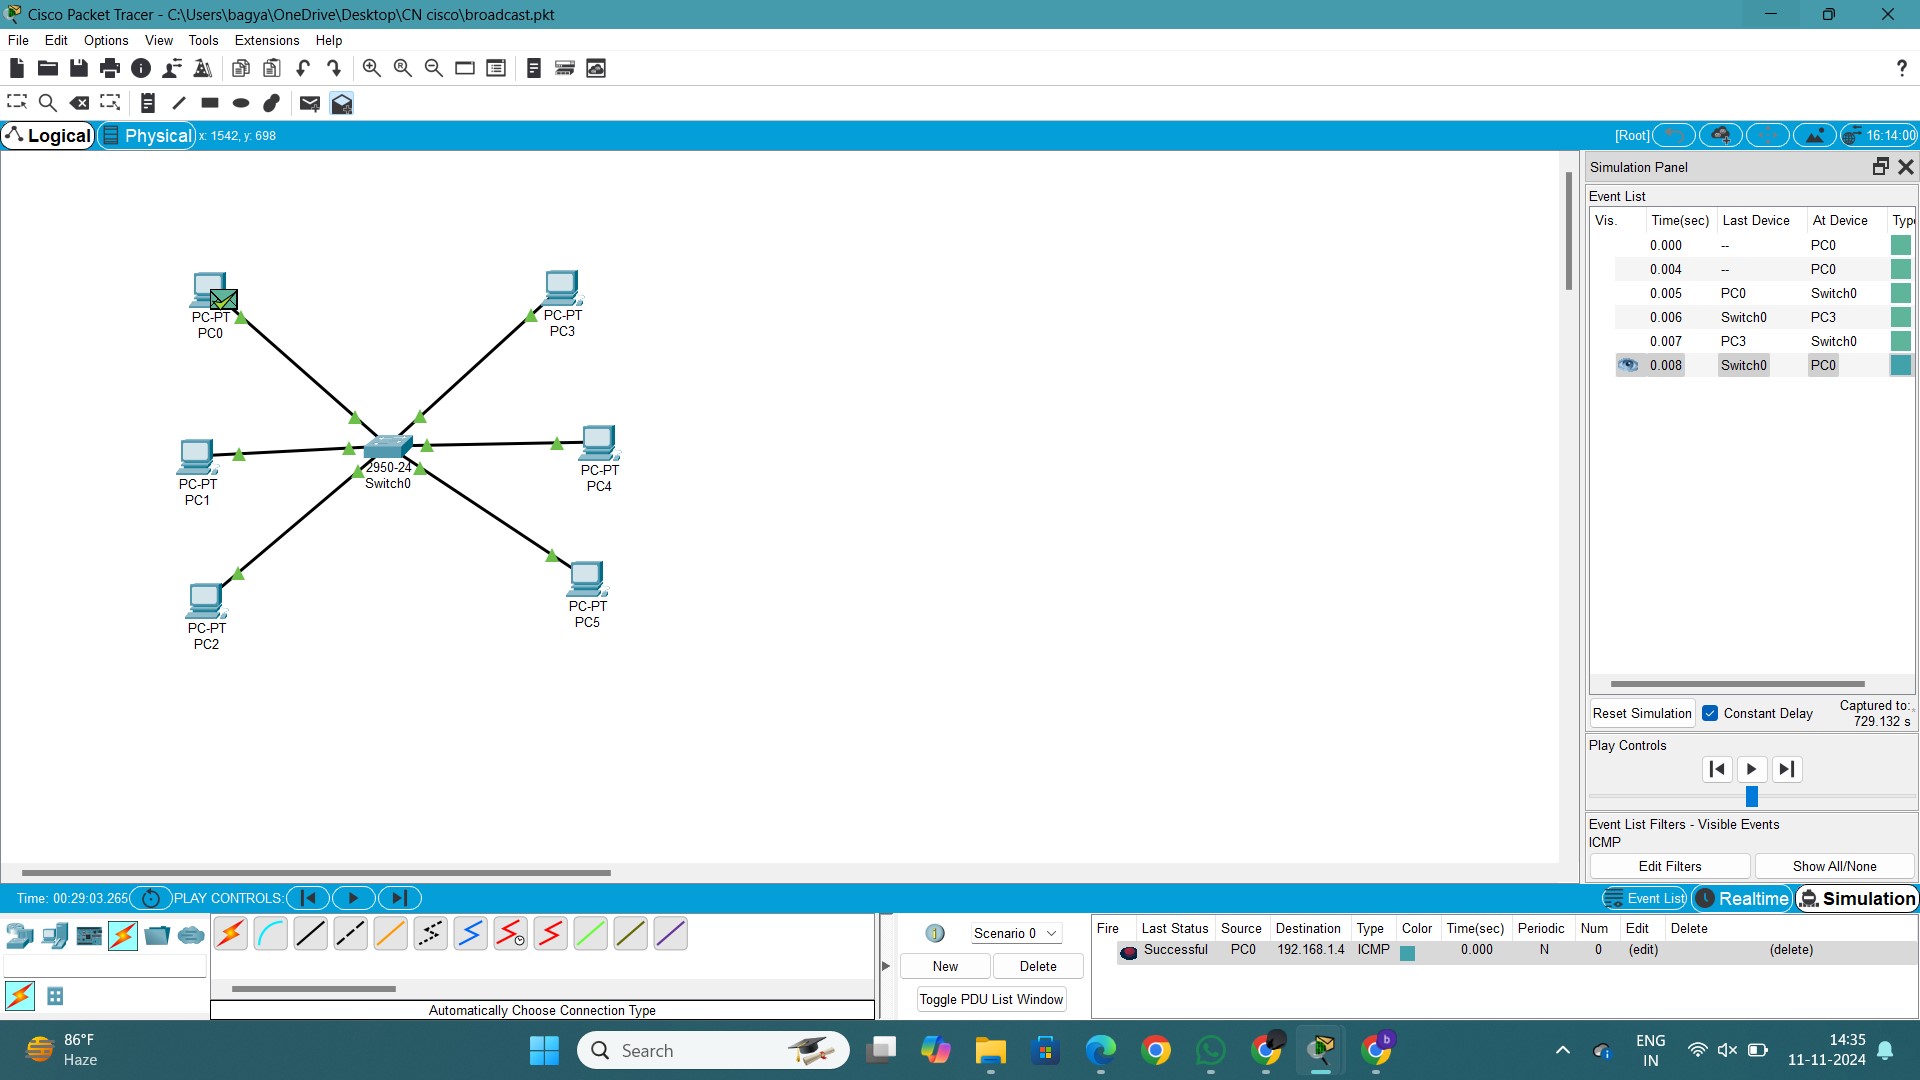 Cisco Packet Tracer - C:\Users\bagya\OneDrive\Desktop\CN cisco\broadcast.pkt
File Edit Options View Tools Extensions Help
?
Logical Physical x: 1542, y: 698 [Root] 16:14:00
Simulation Panel
Event List
Vis. Time(sec) Last Device At Device Type
0.000 -- PC0
0.004 -- PC0
0.005 PC0 Switch0
0.006 Switch0 PC3
0.007 PC3 Switch0
0.008 Switch0 PC0
PC-PT
PC0
PC-PT
PC3
PC-PT
PC1
2950-24
Switch0
PC-PT
PC4
PC-PT
PC2
PC-PT
PC5
Reset Simulation Constant Delay Captured to:
729.132 s
Play Controls
Event List Filters - Visible Events
ICMP
Edit Filters Show All/None
Time: 00:29:03.265 PLAY CONTROLS: Event List Realtime Simulation
Scenario 0
New Delete
Toggle PDU List Window
Fire Last Status Source Destination Type Color Time(sec) Periodic Num Edit Delete
Successful PC0 192.168.1.4 ICMP 0.000 N 0 (edit) (delete)
Automatically Choose Connection Type
86°F
Haze
Search
b
ENG
IN
14:35
11-11-2024